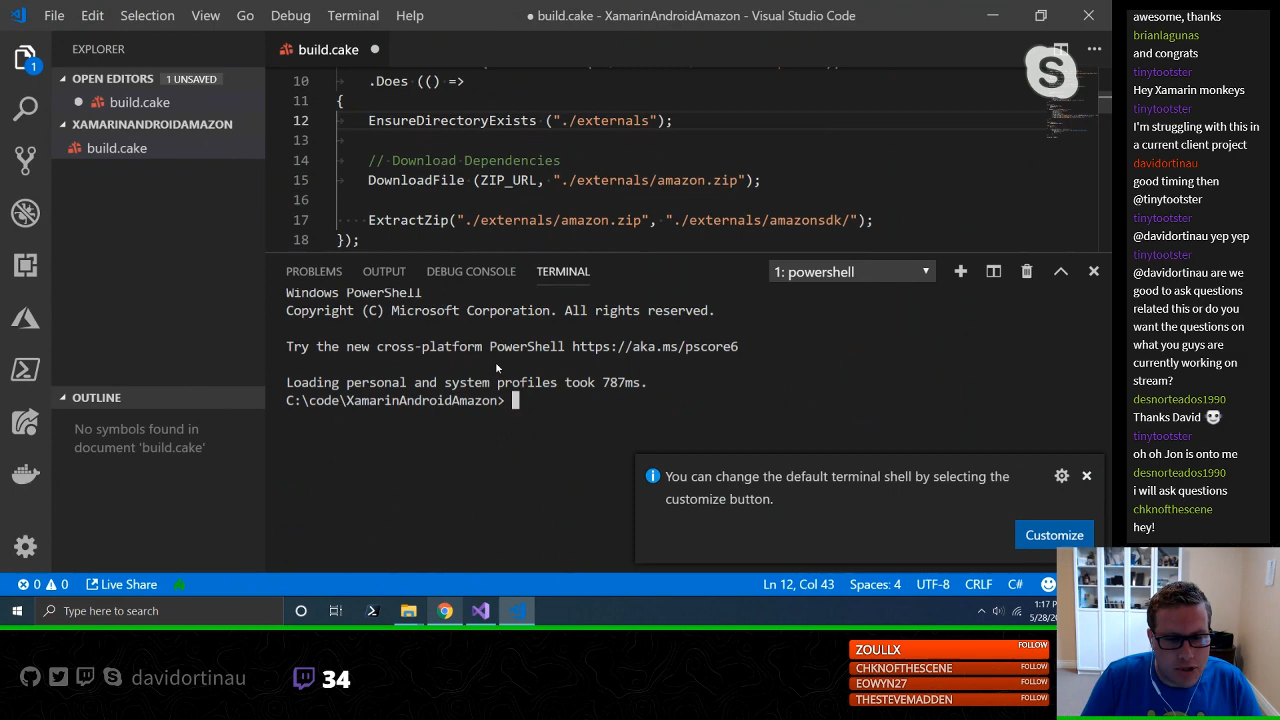 File Edit Selection View Go Debug Terminal Help
● build.cake - XamarinAndroidAmazon - Visual Studio Code
EXPLORER
OPEN EDITORS 1 UNSAVED
build.cake
XAMARINANDROIDAMAZON
build.cake
OUTLINE
No symbols found in
document 'build.cake'
1
build.cake
10 .Does (() =>
11 {
12 EnsureDirectoryExists ("./externals");
13
14 // Download Dependencies
15 DownloadFile (ZIP_URL, "./externals/amazon.zip");
16
17 ExtractZip("./externals/amazon.zip", "./externals/amazonsdk/");
18 });
PROBLEMS OUTPUT DEBUG CONSOLE TERMINAL 1: powershell
Windows PowerShell
Copyright (C) Microsoft Corporation. All rights reserved.
Try the new cross-platform PowerShell https://aka.ms/pscore6
Loading personal and system profiles took 787ms.
C:\code\XamarinAndroidAmazon>
You can change the default terminal shell by selecting the
customize button.
Customize
0 0 Live Share Ln 12, Col 43 Spaces: 4 UTF-8 CRLF C#
Type here to search
1:17 P
5/28/20
davidortinau 34
ZOULLX FOLLOW
CHKNOFTHESCENE FOLLOW
EOWYN27 FOLLOW
THESTEVEMADDEN FOLLOW
awesome, thanks
brianlagunas
and congrats
tinytootster
Hey Xamarin monkeys
tinytootster
I'm struggling with this in
a current client project
davidortinau
good timing then
@tinytootster
tinytootster
@davidortinau yep yep
tinytootster
@davidortinau are we
good to ask questions
related this or do you
want the questions on
what you guys are
currently working on
stream?
desnorteados1990
Thanks David
tinytootster
oh oh Jon is onto me
desnorteados1990
i will ask questions
chknofthescene
hey!